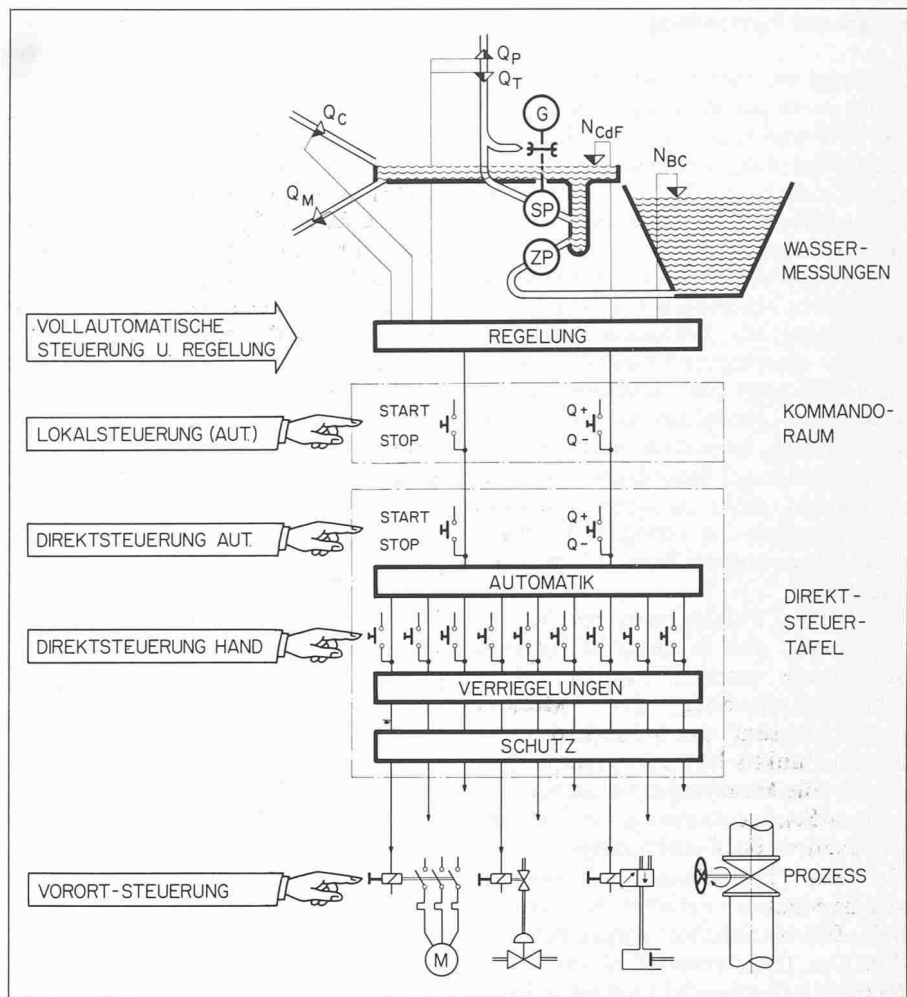 Q_P
Q_T
G
Q_C
N_CdF
N_BC
Q_M
SP
ZP
WASSER-
MESSUNGEN
VOLLAUTOMATISCHE
STEUERUNG U. REGELUNG
REGELUNG
KOMMANDO-
RAUM
LOKALSTEUERUNG (AUT.)
START
STOP
Q+
Q-
DIREKTSTEUERUNG AUT.
START
STOP
Q+
Q-
AUTOMATIK
DIREKT-
STEUER-
TAFEL
DIREKTSTEUERUNG HAND
VERRIEGELUNGEN
SCHUTZ
VORORT-STEUERUNG
PROZESS
M